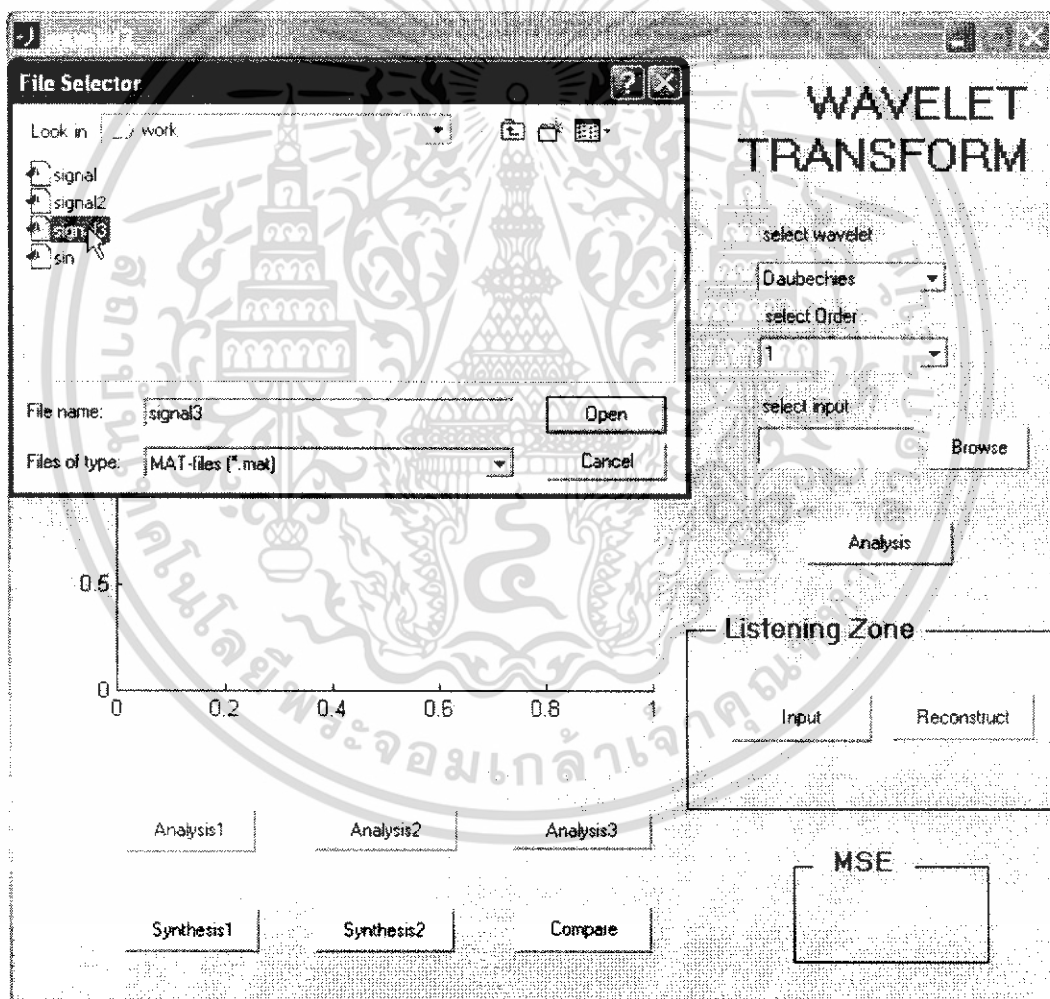 File Selector
Look in
work
signal
signal2
signal3
sin
File name:
signal3
Open
Files of type:
MAT-files (*.mat)
Cancel
WAVELET
TRANSFORM
select wavelet
Daubechies
select Order
1
select input
Browse
Analysis
0.5
0
0
0.2
0.4
0.6
0.8
1
Listening Zone
Input
Reconstruct
Analysis1
Analysis2
Analysis3
MSE
Synthesis1
Synthesis2
Compare